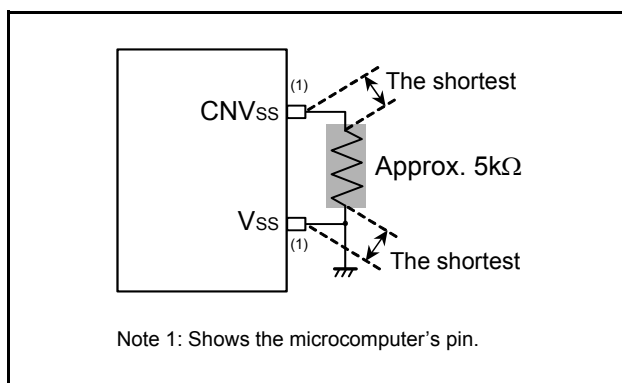 (1)
The shortest
CNVss
Approx. 5kΩ
Vss
(1)
The shortest
Note 1: Shows the microcomputer's pin.